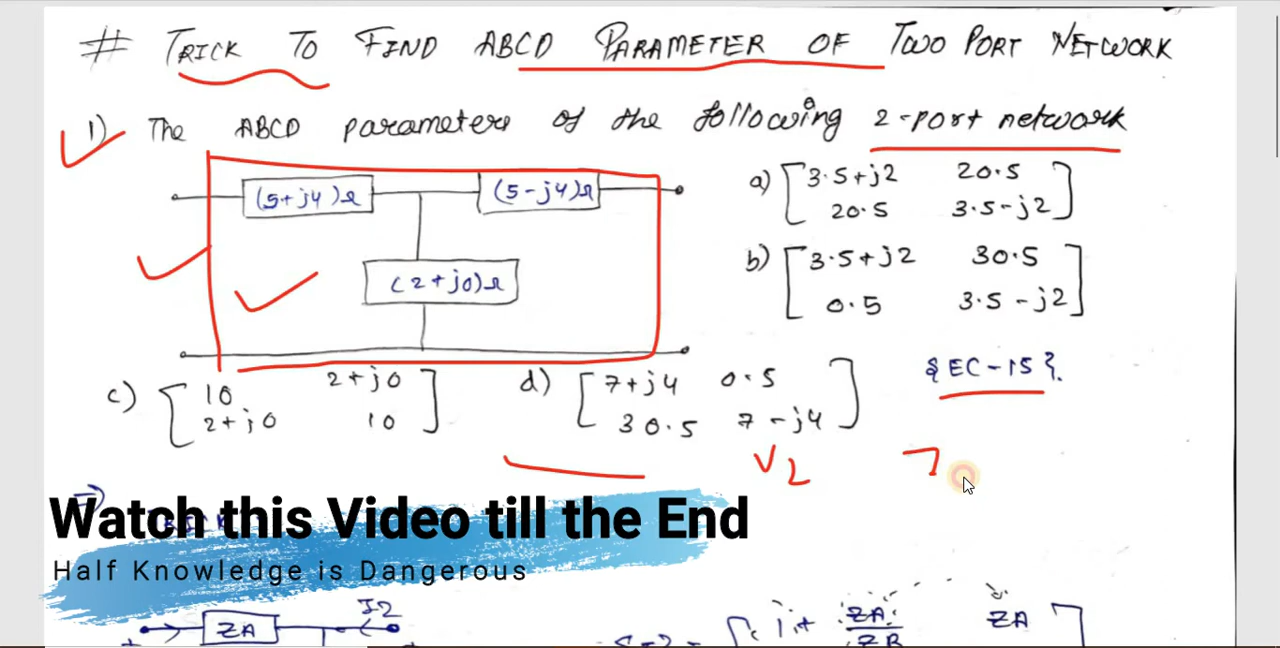 # TRICK TO FIND ABCD PARAMETER OF TWO PORT NETWORK
1) The ABCD parameters of the following 2-port network
(5+j4)Ω
(5-j4)Ω
(2+j0)Ω
a) [3.5+j2 20.5
20.5 3.5-j2]
b) [3.5+j2 30.5
0.5 3.5-j2]
{EC-15}.
c) [10 2+j0
2+j0 10]
d) [7+j4 0.5
30.5 7-j4]
V2
Watch this Video till the End
Half Knowledge is Dangerous
ZA
I2
1+ ZA/ZB ZA